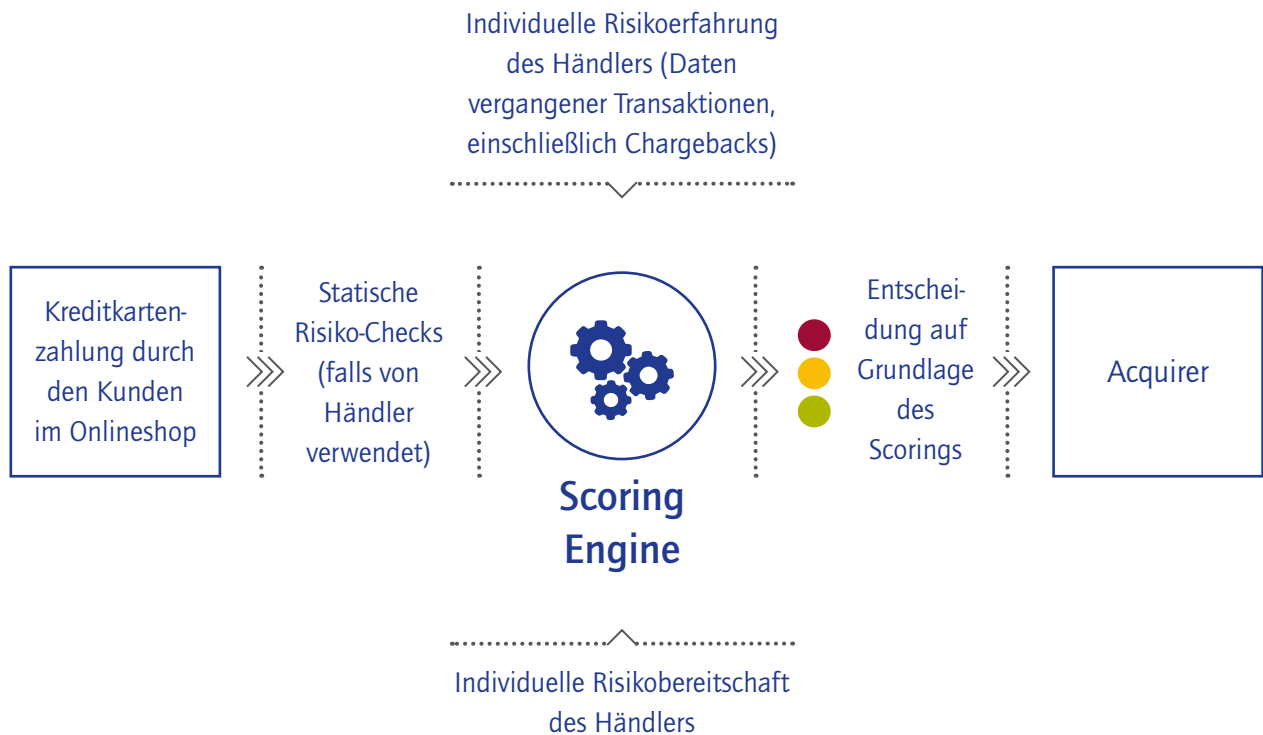 Individuelle Risikoerfahrung
des Händlers (Daten
vergangener Transaktionen,
einschließlich Chargebacks)
Kreditkarten-
zahlung durch
den Kunden
im Onlineshop
Statische
Risiko-Checks
(falls von
Händler
verwendet)
Scoring
Engine
Entschei-
dung auf
Grundlage
des
Scorings
Acquirer
Individuelle Risikobereitschaft
des Händlers